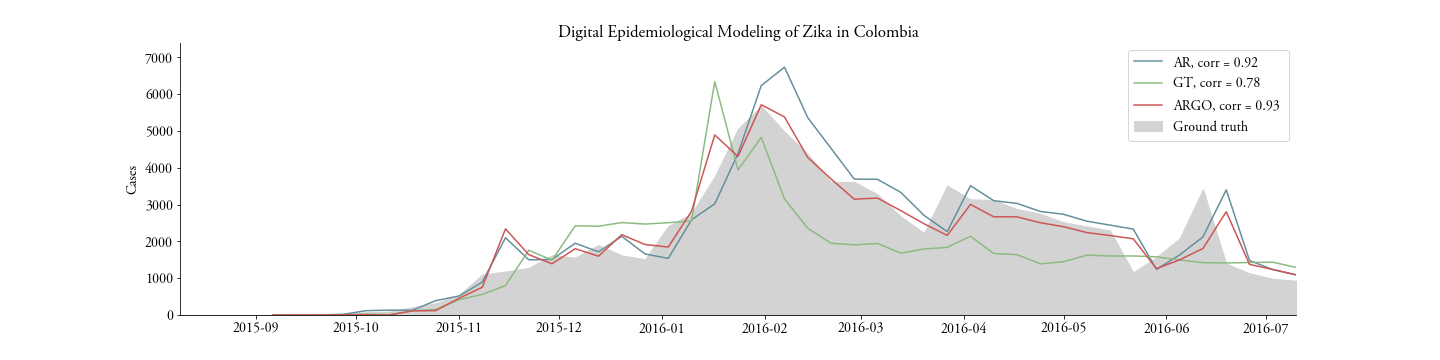 Digital Epidemiological Modeling of Zika in Colombia
7000
6000
5000
4000
3000
2000
1000
0
Cases
AR, corr = 0.92
GT, corr = 0.78
ARGO, corr = 0.93
Ground truth
2015-09 2015-10 2015-11 2015-12 2016-01 2016-02 2016-03 2016-04 2016-05 2016-06 2016-07